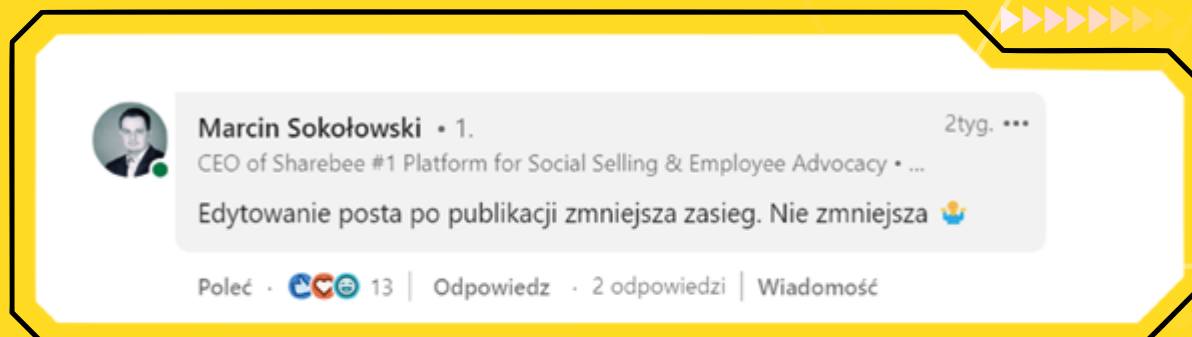 Marcin Sokołowski • 1. 2tyg. •••
CEO of Sharebee #1 Platform for Social Selling & Employee Advocacy • ...
Edytowanie posta po publikacji zmniejsza zasieg. Nie zmniejsza 🤷
Poleć · 13 | Odpowiedz · 2 odpowiedzi | Wiadomość